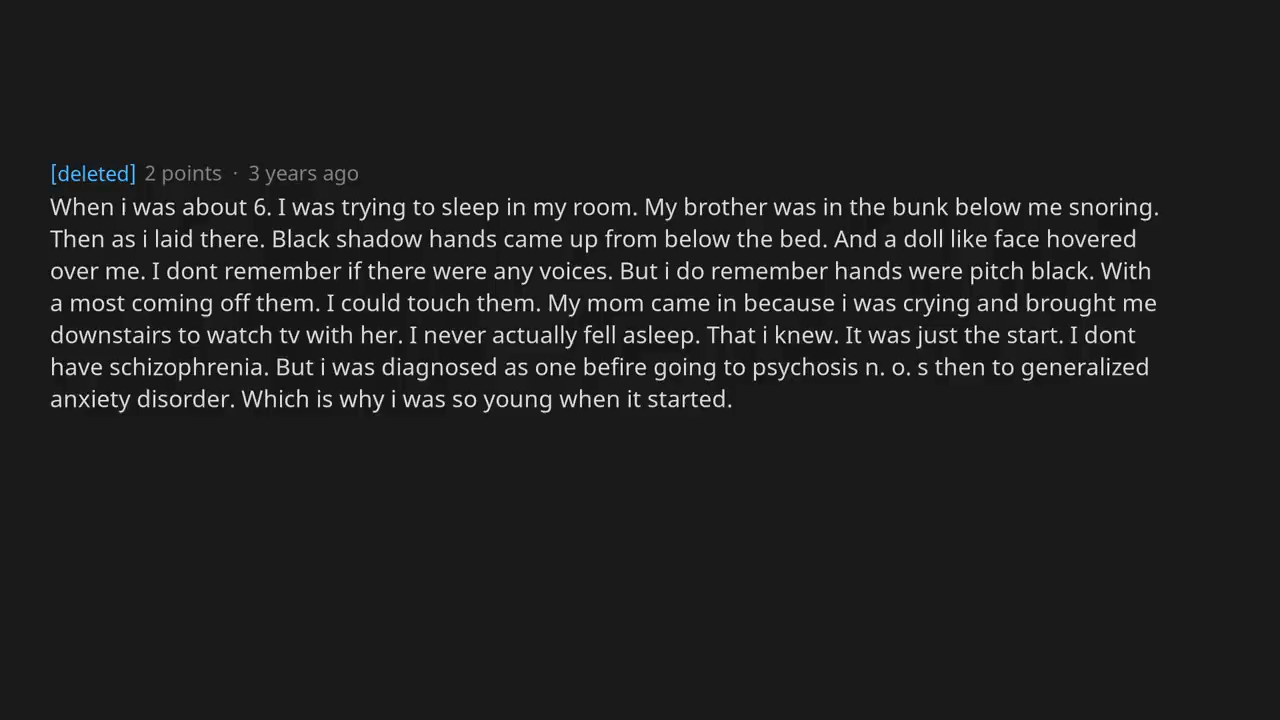 [deleted] 2 points · 3 years ago
When i was about 6. I was trying to sleep in my room. My brother was in the bunk below me snoring.
Then as i laid there. Black shadow hands came up from below the bed. And a doll like face hovered
over me. I dont remember if there were any voices. But i do remember hands were pitch black. With
a most coming off them. I could touch them. My mom came in because i was crying and brought me
downstairs to watch tv with her. I never actually fell asleep. That i knew. It was just the start. I dont
have schizophrenia. But i was diagnosed as one befire going to psychosis n. o. s then to generalized
anxiety disorder. Which is why i was so young when it started.